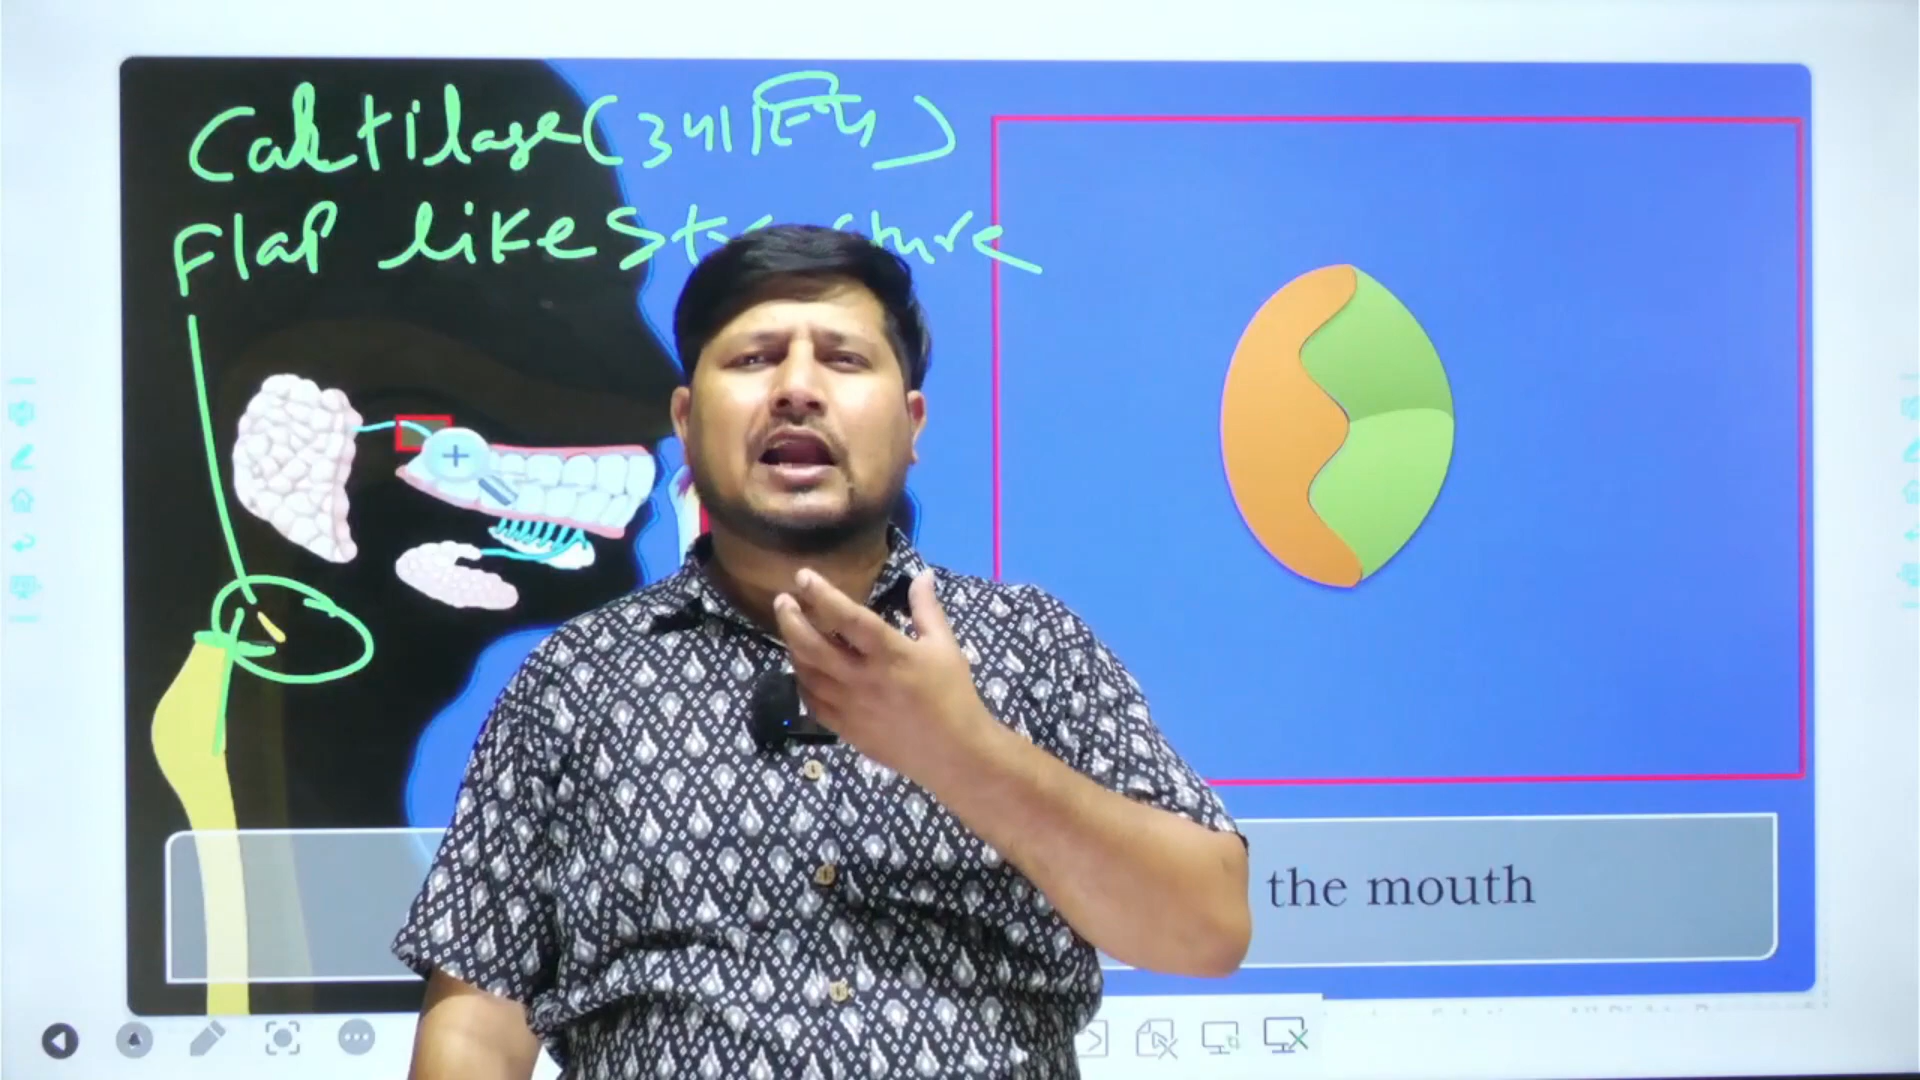 Cartilage (उपास्थि)
Flap like structure
the mouth